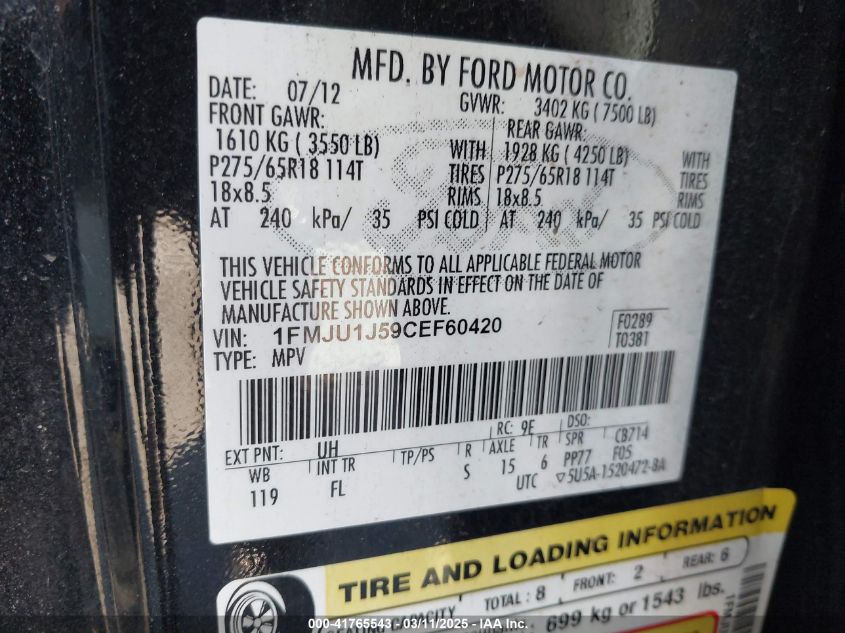 MFD. BY FORD MOTOR CO.
DATE: 07/12 GVWR: 3402 KG ( 7500 LB)
FRONT GAWR: REAR GAWR:
1610 KG ( 3550 LB) WITH 1928 KG ( 4250 LB) WITH
P275/65R18 114T TIRES P275/65R18 114T TIRES
18x8.5 RIMS 18x8.5 RIMS
AT 240 kPa/ 35 PSI COLD AT 240 kPa/ 35 PSI COLD
THIS VEHICLE CONFORMS TO ALL APPLICABLE FEDERAL MOTOR
VEHICLE SAFETY STANDARDS IN EFFECT ON THE DATE OF
MANUFACTURE SHOWN ABOVE.
VIN: 1FMJU1J59CEF60420 F0289
TYPE: MPV T0381
EXT PNT: UH RC: 9E DSO:
WB INT TR TP/PS R AXLE TR SPR CB714
119 FL S 15 6 PP77 F05
UTC ▽5U5A-1520472-BA
TIRE AND LOADING INFORMATION
CAPACITY TOTAL : 8 FRONT: 2 REAR: 6
699 kg or 1543 lbs.
000-41765543 - 03/11/2025 - Copyright IAA, Inc.